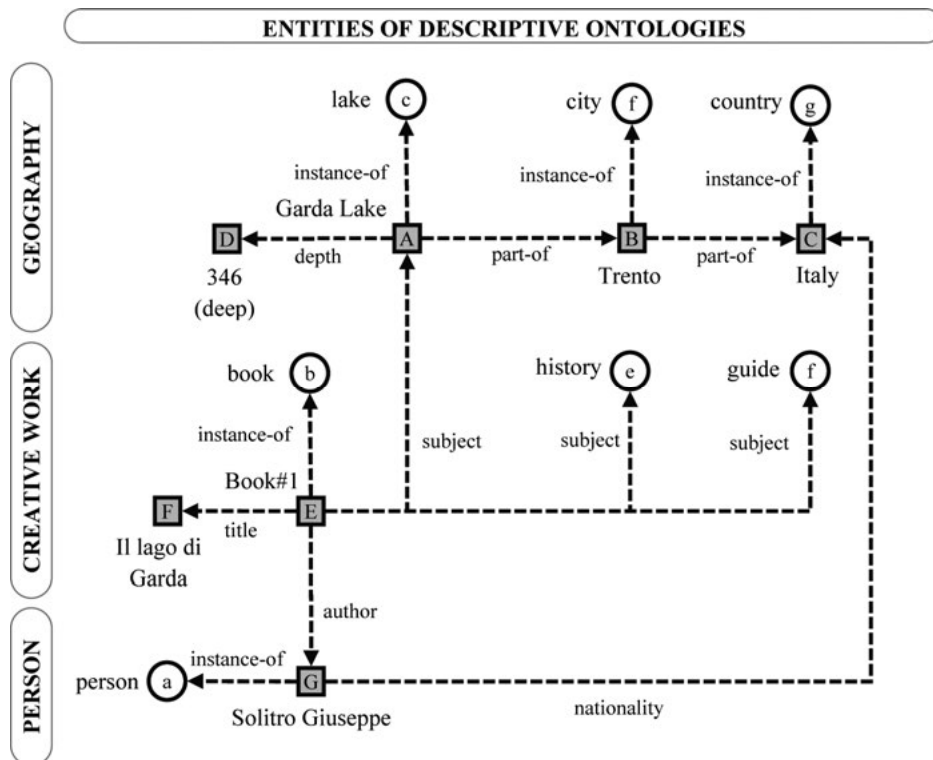 ENTITIES OF DESCRIPTIVE ONTOLOGIES
GEOGRAPHY
lake c
city f
country g
instance-of
instance-of
instance-of
Garda Lake
D
A
B
C
depth
part-of
part-of
346
(deep)
Trento
Italy
CREATIVE WORK
book b
history e
guide f
instance-of
subject
subject
subject
Book#1
F
E
title
Il lago di
Garda
author
PERSON
person a
instance-of
G
Solitro Giuseppe
nationality